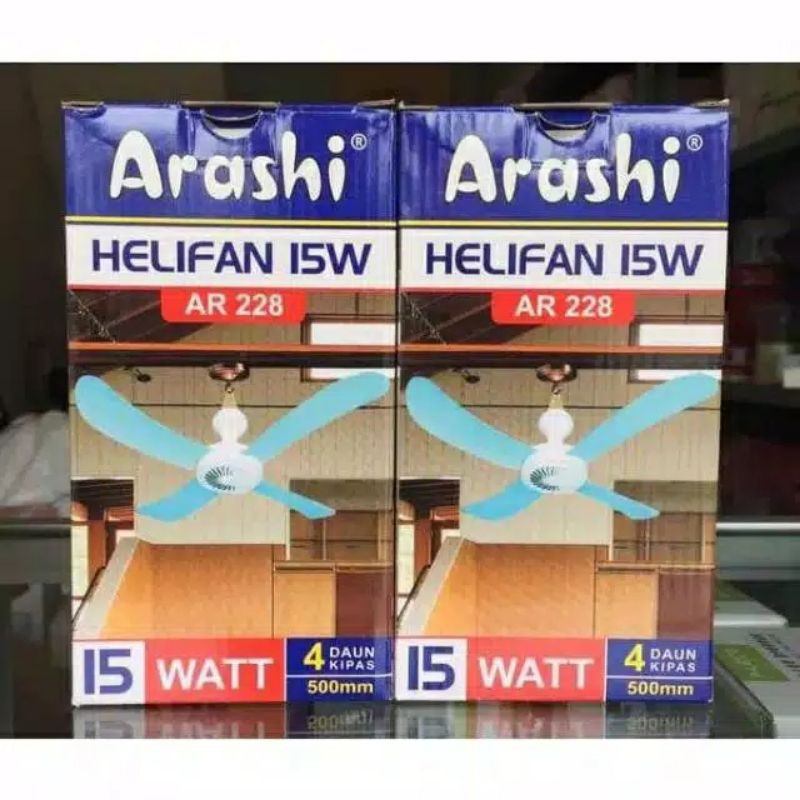 Arashi®
HELIFAN 15W
AR 228
15 WATT
4 DAUN
KIPAS
500mm
Arashi®
HELIFAN 15W
AR 228
15 WATT
4 DAUN
KIPAS
500mm